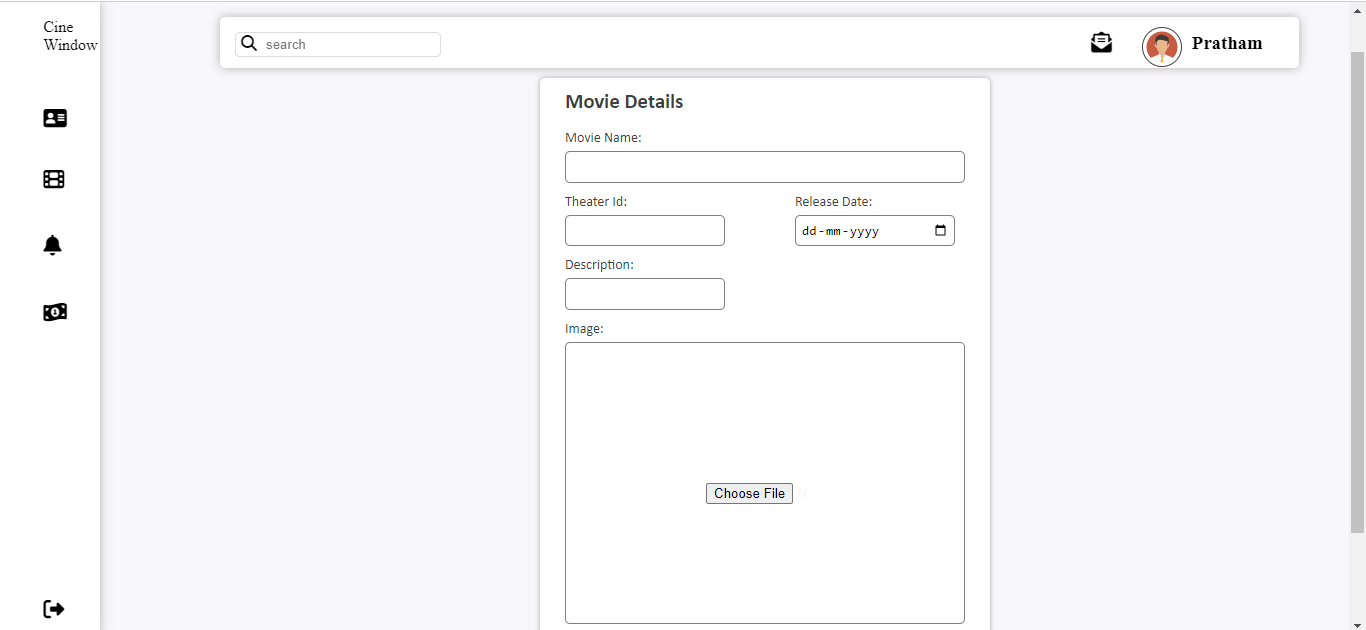 Cine
Window
search
Pratham
Movie Details
Movie Name:
Theater Id:
Release Date:
dd-mm-yyyy
Description:
Image:
Choose File